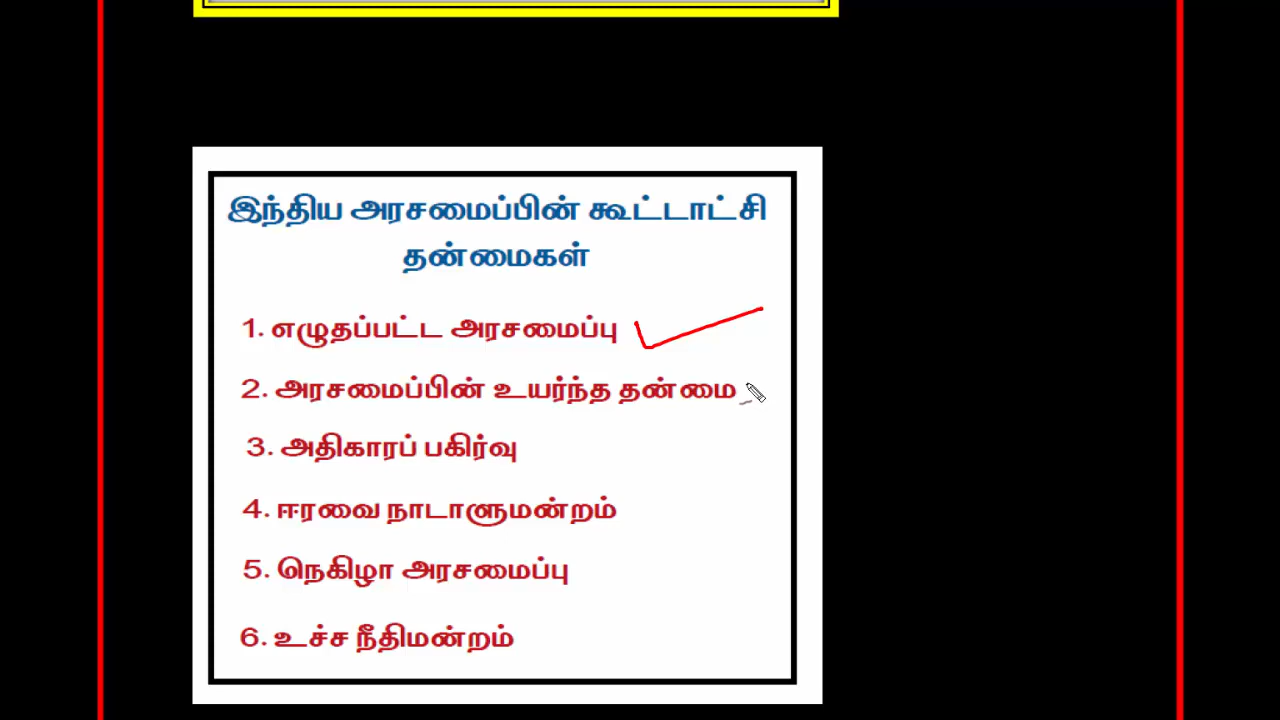 இந்திய அரசமைப்பின் கூட்டாட்சி
தன்மைகள்
1. எழுதப்பட்ட அரசமைப்பு
2. அரசமைப்பின் உயர்ந்த தன்மை
3. அதிகாரப் பகிர்வு
4. ஈரவை நாடாளுமன்றம்
5. நெகிழா அரசமைப்பு
6. உச்ச நீதிமன்றம்